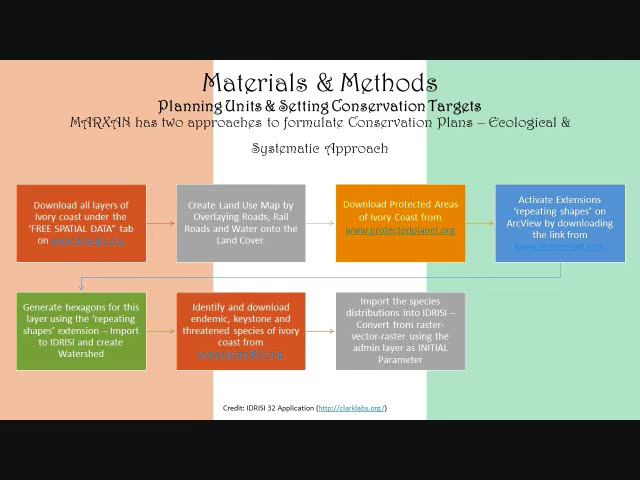 Materials & Methods
Planning Units & Setting Conservation Targets
MARXAN has two approaches to formulate Conservation Plans – Ecological &
Systematic Approach
Download all layers of
Ivory coast under the
'FREE SPATIAL DATA" tab
on
Create Land Use Map by
Overlaying Roads, Rail
Roads and Water onto the
Land Cover.
Download Protected Areas
of Ivory Coast from
www.protectedplanet.org
Activate Extensions
'repeating shapes' on
ArcView by downloading
the link from
Generate hexagons for this
layer using the 'repeating
shapes' extension – Import
to IDRISI and create
Watershed
Identify and download
endemic, keystone and
threatened species of ivory
coast from
Import the species
distributions into IDRISI –
Convert from raster-
vector-raster using the
admin layer as INITIAL
Parameter
Credit: IDRISI 32 Application (http://clarklabs.org/)